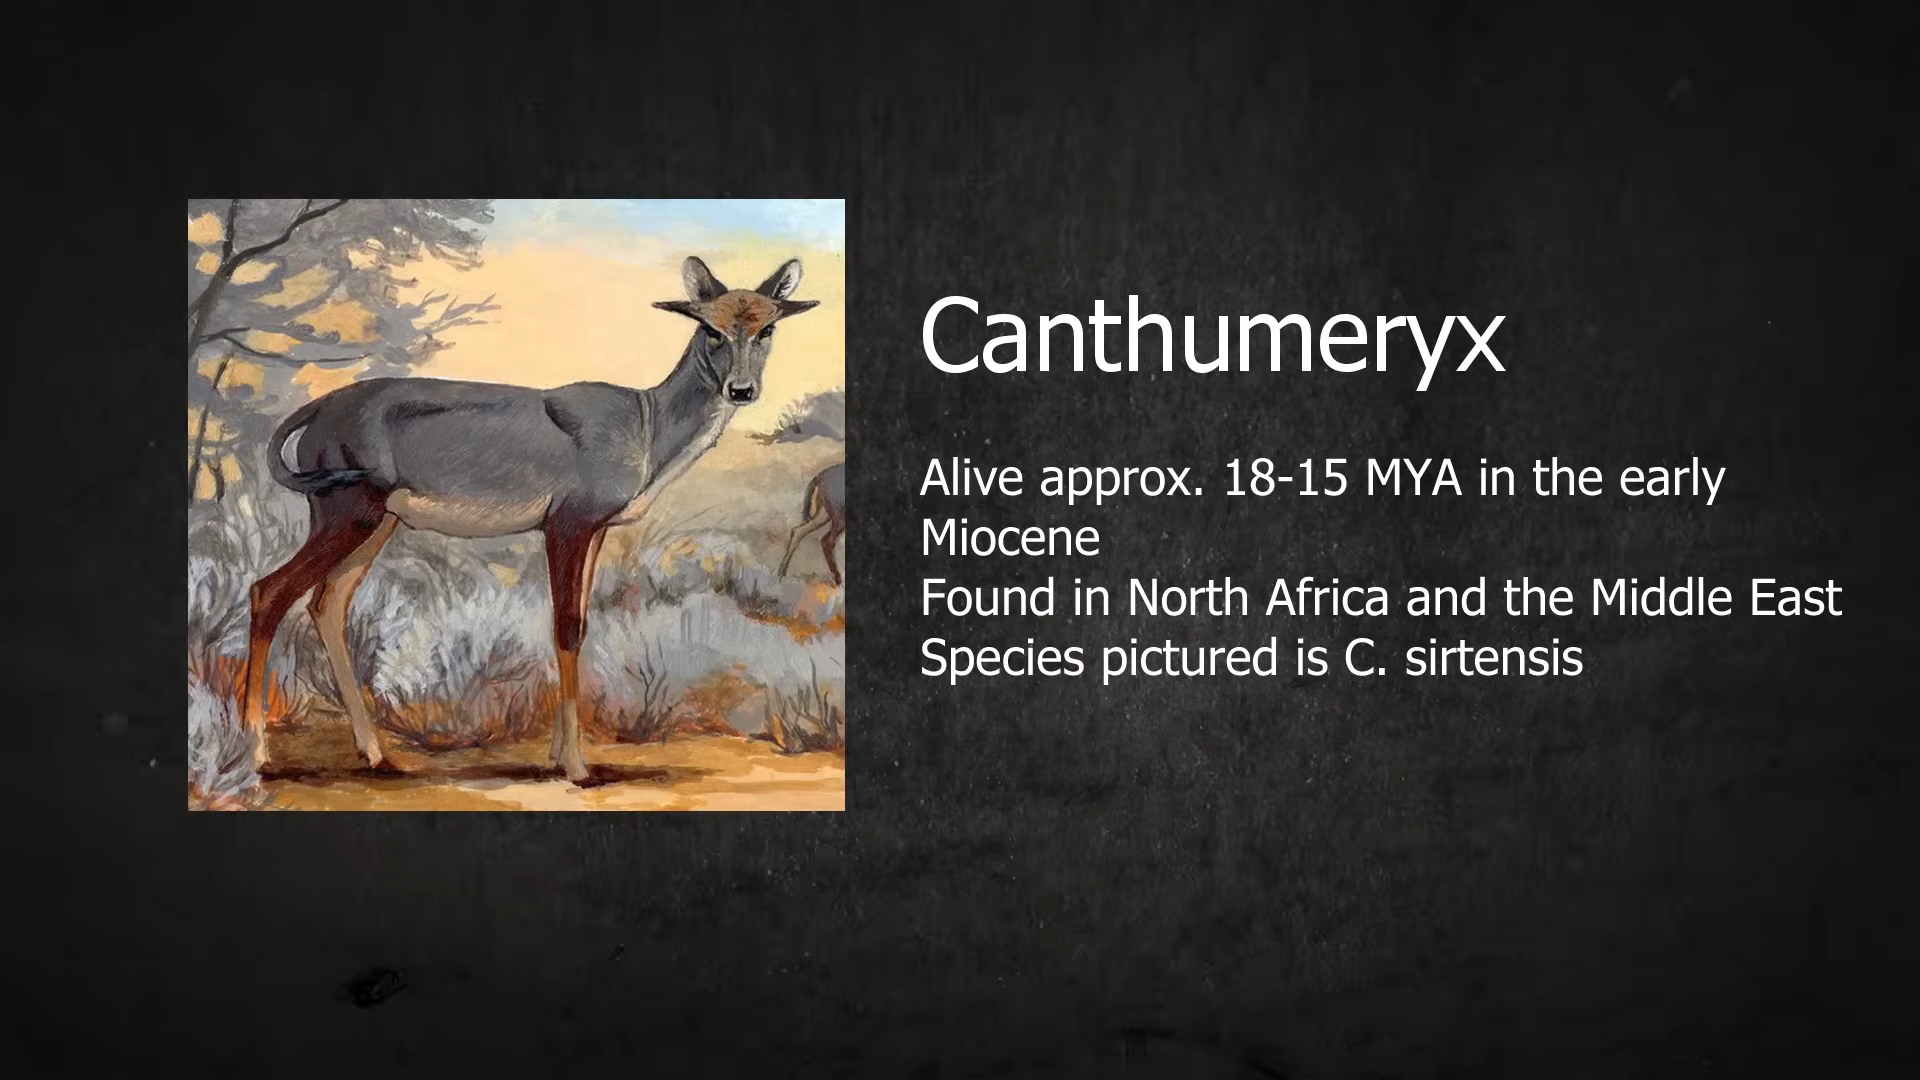 Canthumeryx
Alive approx. 18-15 MYA in the early
Miocene
Found in North Africa and the Middle East
Species pictured is C. sirtensis